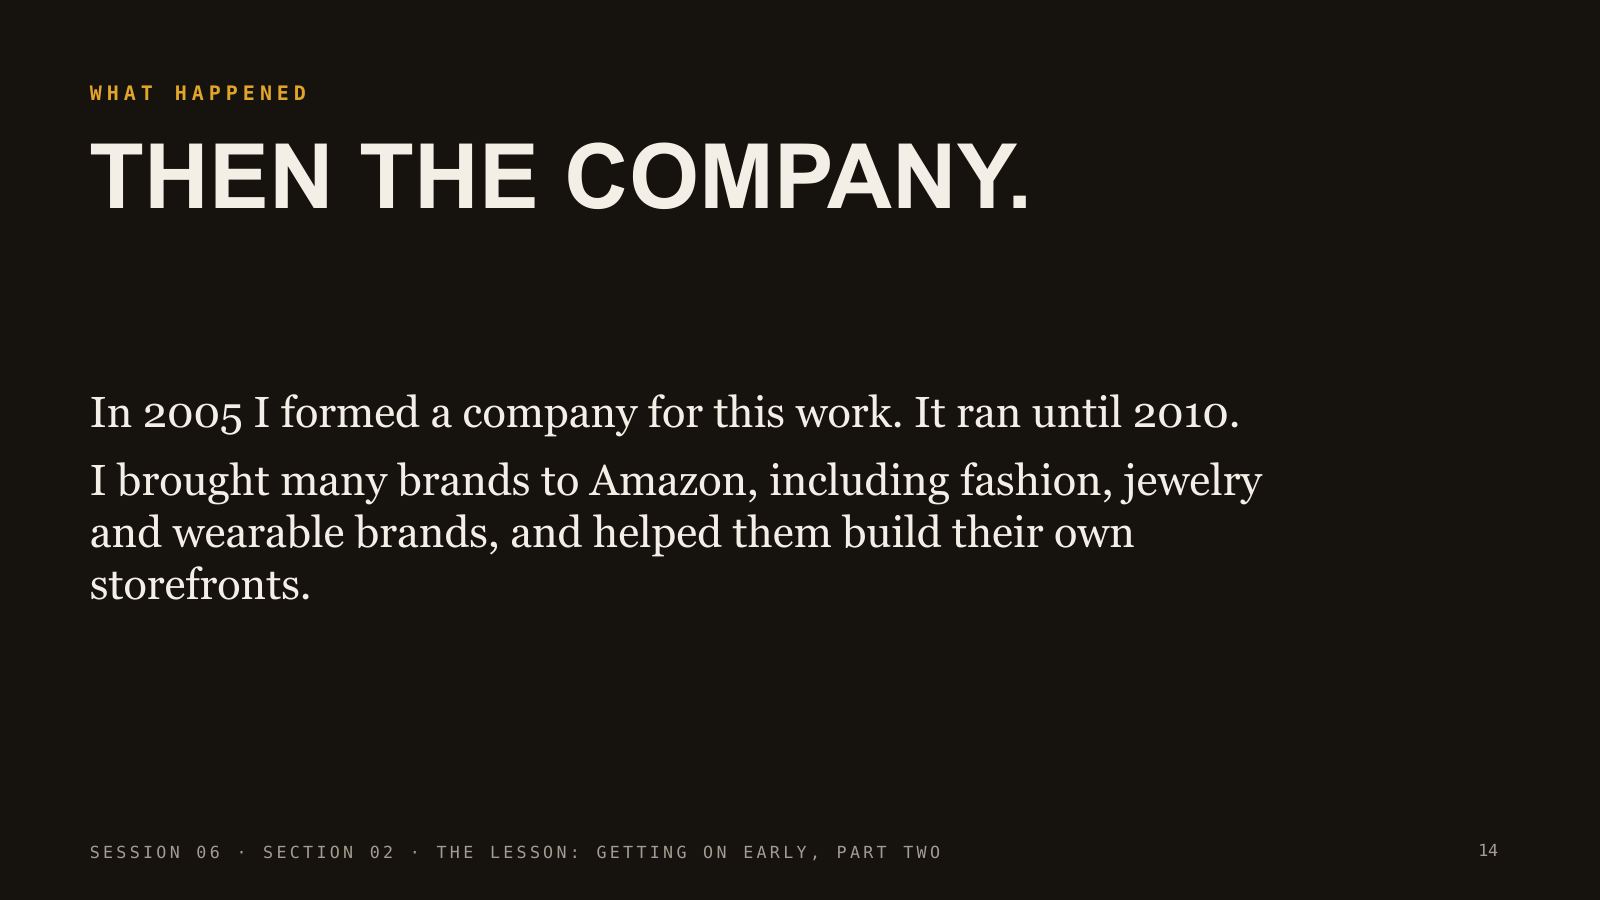 WHAT HAPPENED
THEN THE COMPANY.
In 2005 I formed a company for this work. It ran until 2010.
I brought many brands to Amazon, including fashion, jewelry
and wearable brands, and helped them build their own
storefronts.
SESSION 06 · SECTION 02 · THE LESSON: GETTING ON EARLY, PART TWO
14